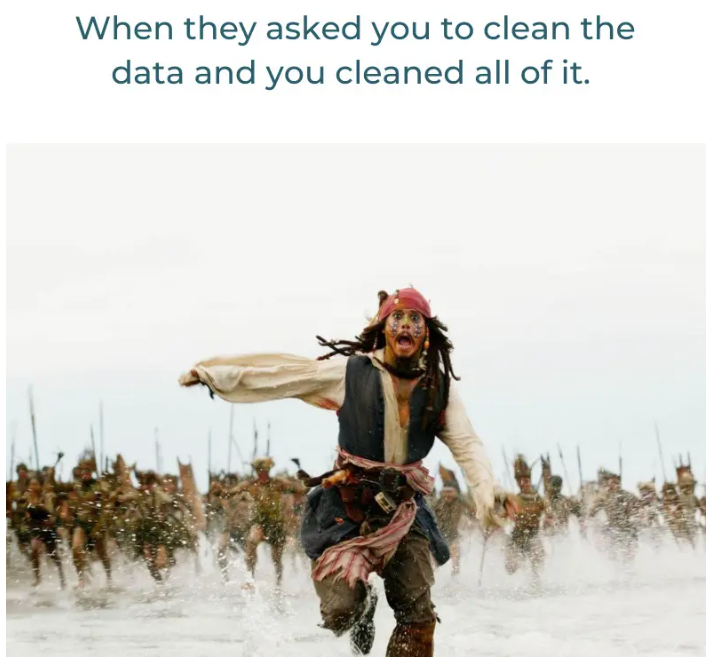 When they asked you to clean the
data and you cleaned all of it.